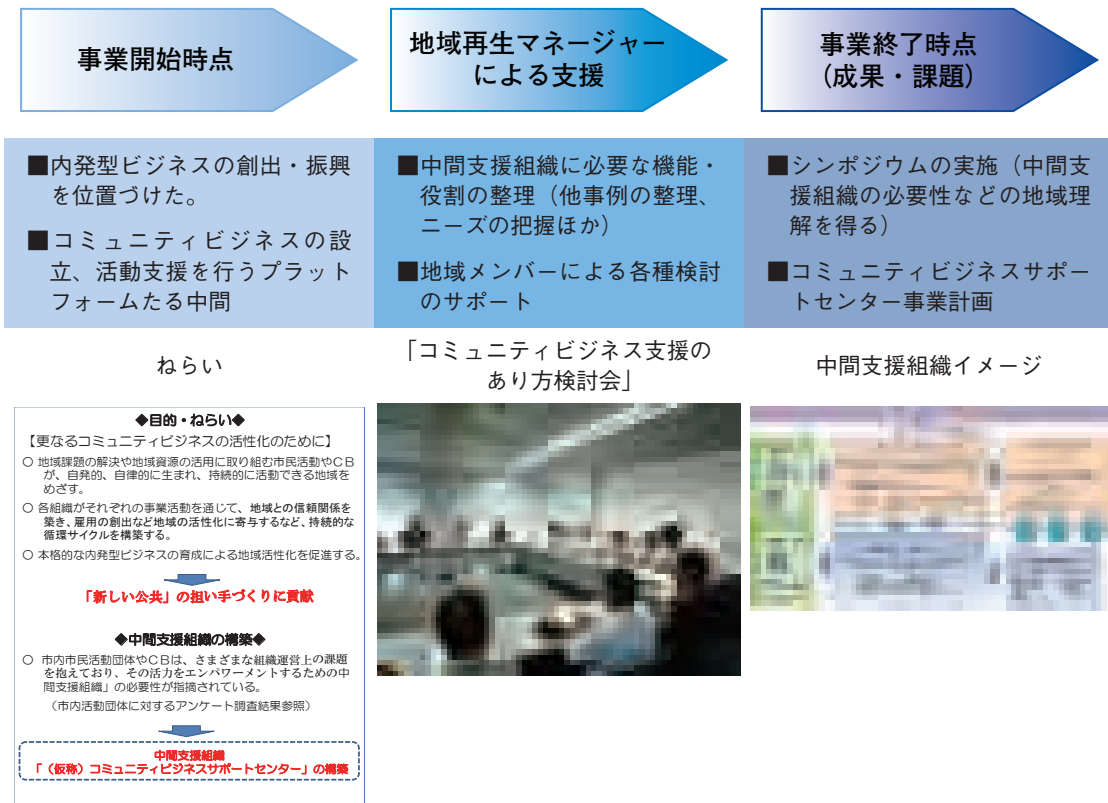 事業開始時点
地域再生マネージャー
による支援
事業終了時点
(成果・課題)
■内発型ビジネスの創出・振興
を位置づけた。
■コミュニティビジネスの設
立、活動支援を行うプラット
フォームたる中間
■中間支援組織に必要な機能・
役割の整理（他事例の整理、
ニーズの把握ほか）
■地域メンバーによる各種検討
のサポート
■シンポジウムの実施（中間支
援組織の必要性などの地域理
解を得る）
■コミュニティビジネスサポー
トセンター事業計画
ねらい
「コミュニティビジネス支援の
あり方検討会」
中間支援組織イメージ
◆目的・ねらい◆
【更なるコミュニティビジネスの活性化のために】
○ 地域課題の解決や地域資源の活用に取り組む市民活動やＣＢ
が、自発的、自律的に生まれ、持続的に活動できる地域を
めざす。
○ 各組織がそれぞれの事業活動を通じて、地域との信頼関係を
築き、雇用の創出など地域の活性化に寄与するなど、持続的な
循環サイクルを構築する。
○ 本格的な内発型ビジネスの育成による地域活性化を促進する。
「新しい公共」の担い手づくりに貢献
◆中間支援組織の構築◆
○ 市内市民活動団体やＣＢは、さまざまな組織運営上の課題
を抱えており、その活力をエンパワーメントするための中
間支援組織」の必要性が指摘されている。
（市内活動団体に対するアンケート調査結果参照）
中間支援組織
「（仮称）コミュニティビジネスサポートセンター」の構築